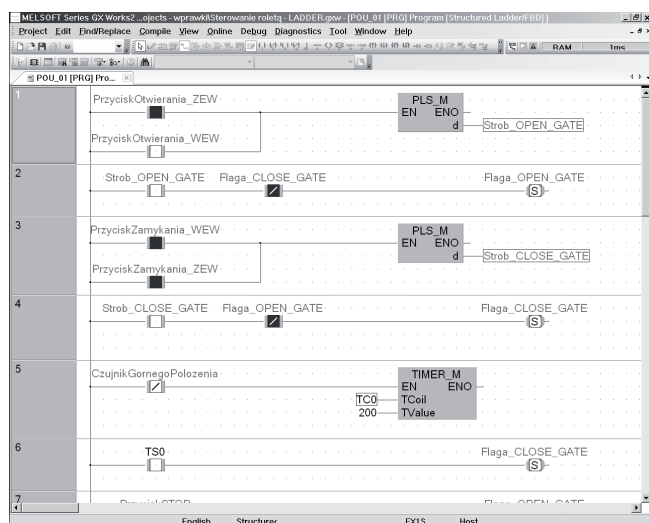 MELSOFT Series GX Works2 ...ojects - wprawki\Sterowanie roletą - LADDER.gxw - [POU_01 [PRG] Program [Structured Ladder/FBD] ]
Project Edit Find/Replace Compile View Online Debug Diagnostics Tool Window Help
RAM 1ms
POU_01 [PRG] Pro...
1
PrzyciskOtwierania_ZEW
PLS_M
EN ENO
d Strob_OPEN_GATE
PrzyciskOtwierania_WEW
2
Strob_OPEN_GATE Flaga_CLOSE_GATE Flaga_OPEN_GATE
S
3
PrzyciskZamykania_WEW
PLS_M
EN ENO
d Strob_CLOSE_GATE
PrzyciskZamykania_ZEW
4
Strob_CLOSE_GATE Flaga_OPEN_GATE Flaga_CLOSE_GATE
S
5
CzujnikGornegoPolozenia
TIMER_M
EN ENO
TC0 TCoil
200 TValue
6
TS0 Flaga_CLOSE_GATE
S
7
English FX1S Host